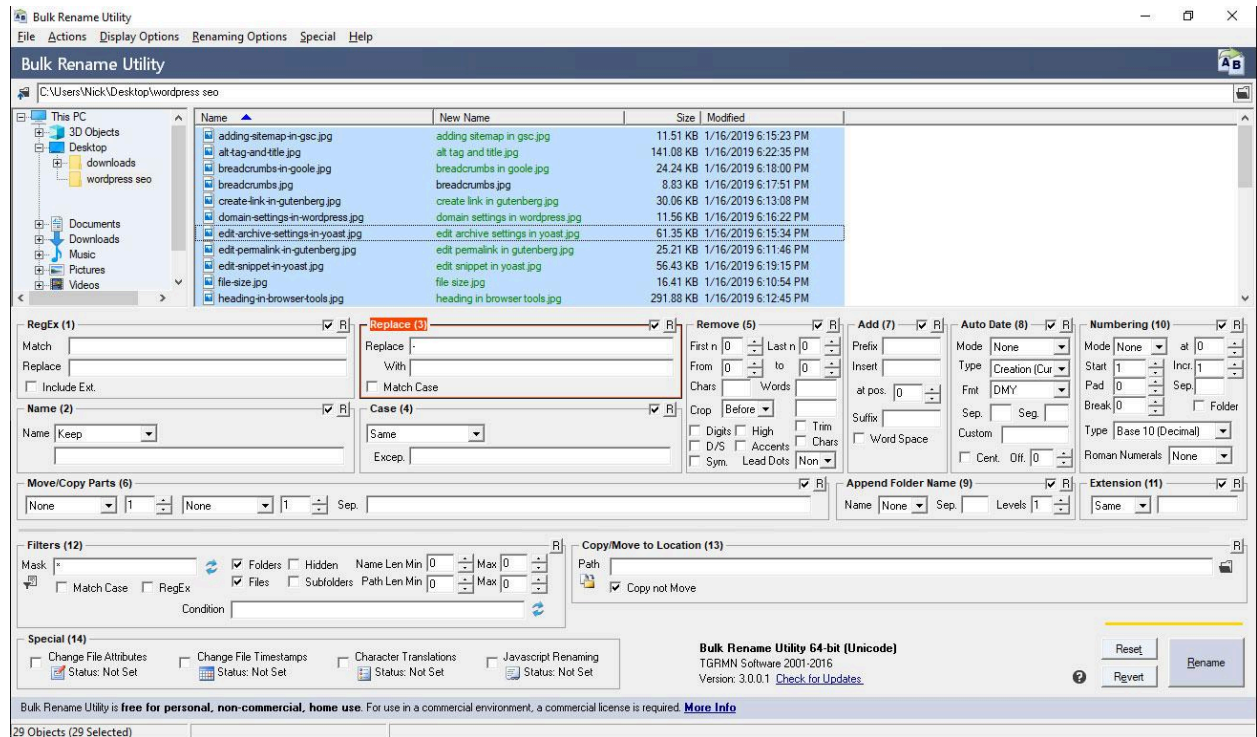 Bulk Rename Utility
File Actions Display Options Renaming Options Special Help
Bulk Rename Utility
C:\Users\Nick\Desktop\wordpress seo
This PC
3D Objects
Desktop
downloads
wordpress seo
Documents
Downloads
Music
Pictures
Videos
Name New Name Size Modified
adding-sitemap-in-gsc.jpg adding sitemap in gsc.jpg 11.51 KB 1/16/2019 6:15:23 PM
alt-tag-and-title.jpg alt tag and title.jpg 141.08 KB 1/16/2019 6:22:35 PM
breadcrumbs-in-goole.jpg breadcrumbs in goole.jpg 24.24 KB 1/16/2019 6:18:00 PM
breadcrumbs.jpg breadcrumbs.jpg 8.83 KB 1/16/2019 6:17:51 PM
create-link-in-gutenberg.jpg create link in gutenberg.jpg 30.06 KB 1/16/2019 6:13:08 PM
domain-settings-in-wordpress.jpg domain settings in wordpress.jpg 11.56 KB 1/16/2019 6:16:22 PM
edit-archive-settings-in-yoast.jpg edit archive settings in yoast.jpg 61.35 KB 1/16/2019 6:15:34 PM
edit-permalink-in-gutenberg.jpg edit permalink in gutenberg.jpg 25.21 KB 1/16/2019 6:11:46 PM
edit-snippet-in-yoast.jpg edit snippet in yoast.jpg 56.43 KB 1/16/2019 6:19:15 PM
file-size.jpg file size.jpg 16.41 KB 1/16/2019 6:10:54 PM
heading-in-browser-tools.jpg heading in browser tools.jpg 291.88 KB 1/16/2019 6:12:45 PM
RegEx (1) R
Match
Replace
Include Ext.
Replace (3) R
Replace -
With
Match Case
Remove (5) R
First n 0 Last n 0
From 0 to 0
Chars Words
Crop Before
Digits High Trim
D/S Accents Chars
Sym. Lead Dots Non
Add (7) R
Prefix
Insert
at pos. 0
Suffix
Word Space
Auto Date (8) R
Mode None
Type Creation (Cur
Fmt DMY
Sep. Seg.
Custom
Cent. Off. 0
Numbering (10) R
Mode None at 0
Start 1 Incr. 1
Pad 0 Sep.
Break 0 Folder
Type Base 10 (Decimal)
Roman Numerals None
Name (2) R
Name Keep
Case (4) R
Same
Excep.
Move/Copy Parts (6) R
None 1 None 1 Sep.
Append Folder Name (9) R
Name None Sep. Levels 1
Extension (11) R
Same
Filters (12) R
Mask * Folders Hidden Name Len Min 0 Max 0
Match Case RegEx Files Subfolders Path Len Min 0 Max 0
Condition
Copy/Move to Location (13) R
Path
Copy not Move
Special (14)
Change File Attributes Change File Timestamps Character Translations Javascript Renaming
Status: Not Set Status: Not Set Status: Not Set Status: Not Set
Bulk Rename Utility 64-bit (Unicode)
TGRMN Software 2001-2016
Version: 3.0.0.1 Check for Updates
Reset
Revert
Rename
Bulk Rename Utility is free for personal, non-commercial, home use. For use in a commercial environment, a commercial license is required. More Info
29 Objects (29 Selected)